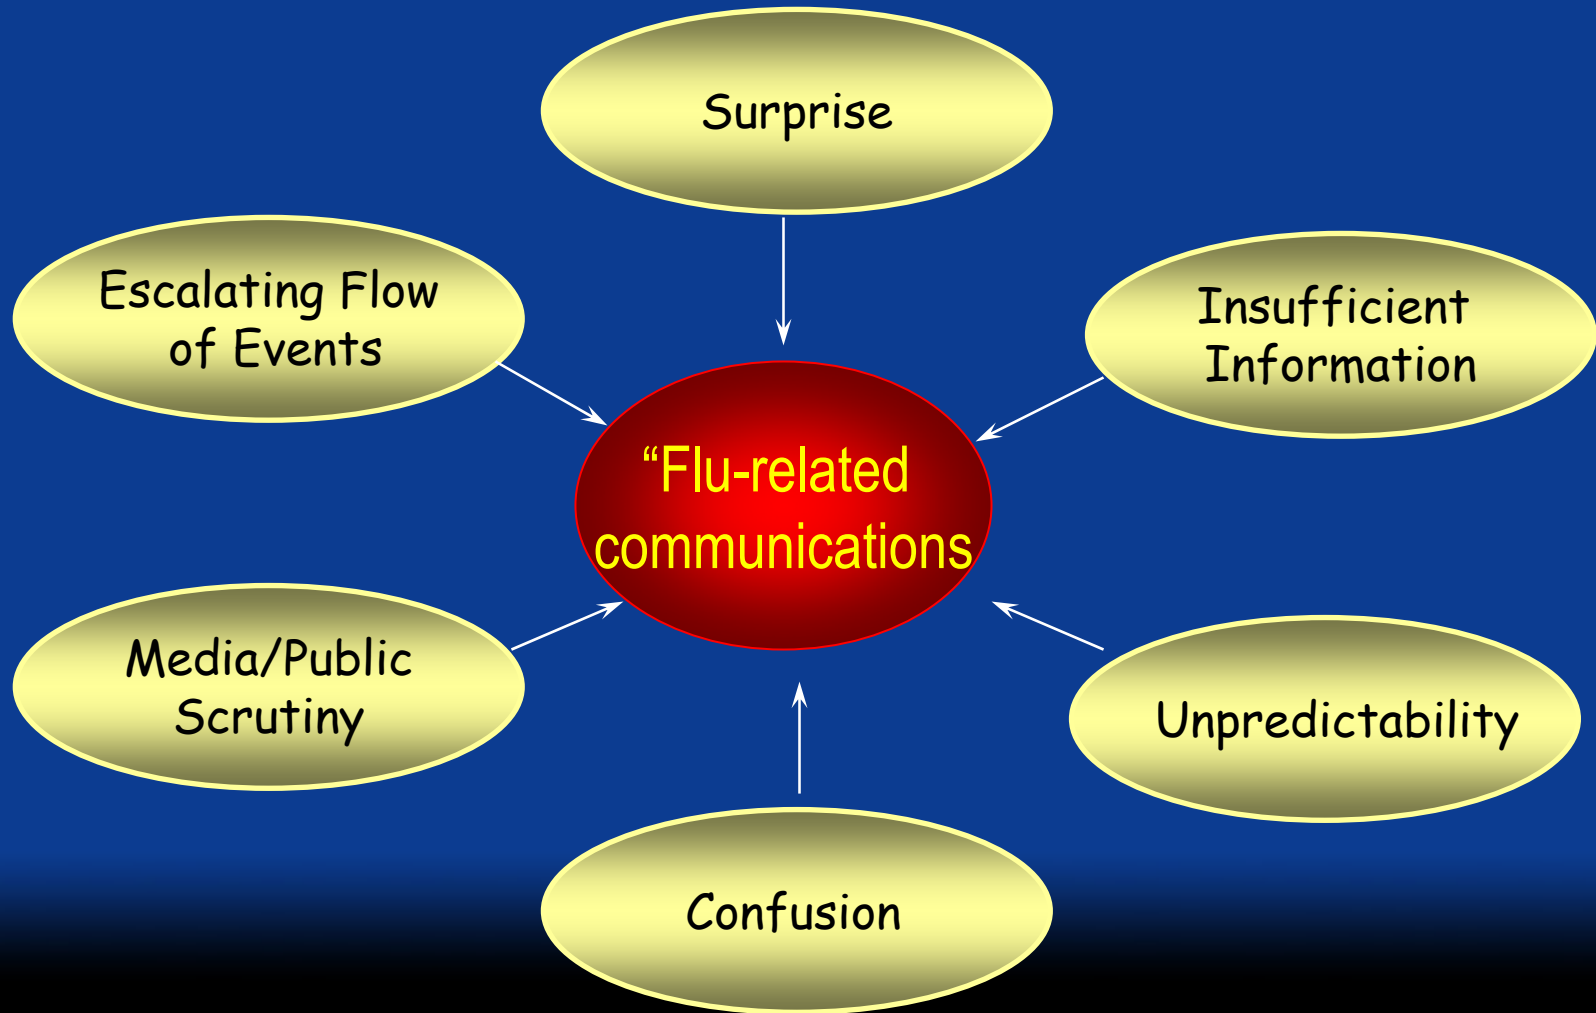 Surprise
Escalating Flow
of Events
Insufficient
Information
“Flu-related
communications
Media/Public
Scrutiny
Unpredictability
Confusion